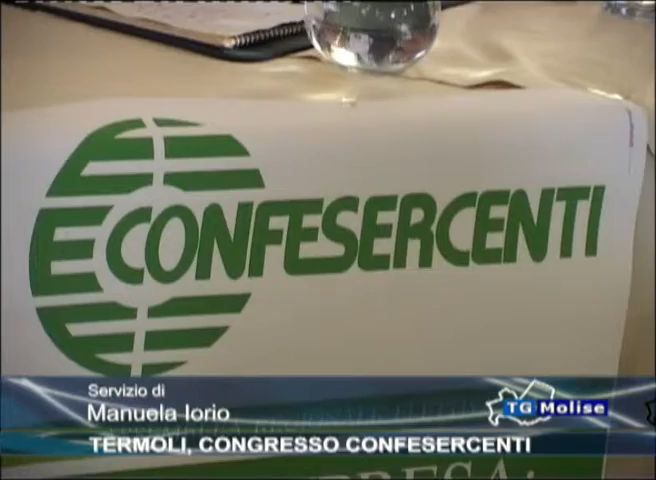 CONFESERCENTI
Servizio di
Manuela Iorio
TG Molise
TERMOLI, CONGRESSO CONFESERCENTI